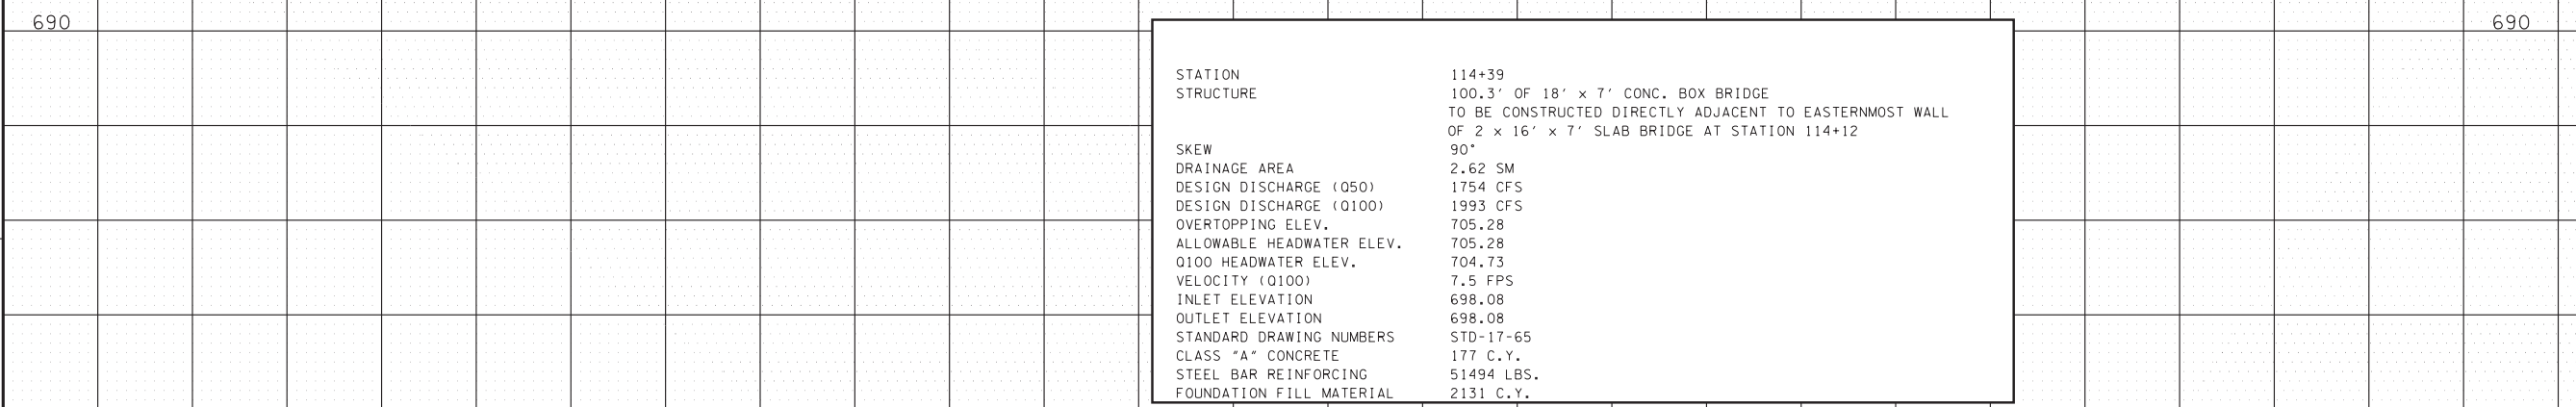 690 690
STATION 114+39
STRUCTURE 100.3' OF 18' x 7' CONC. BOX BRIDGE
TO BE CONSTRUCTED DIRECTLY ADJACENT TO EASTERNMOST WALL
OF 2 x 16' x 7' SLAB BRIDGE AT STATION 114+12
SKEW 90°
DRAINAGE AREA 2.62 SM
DESIGN DISCHARGE (Q50) 1754 CFS
DESIGN DISCHARGE (Q100) 1993 CFS
OVERTOPPING ELEV. 705.28
ALLOWABLE HEADWATER ELEV. 705.28
Q100 HEADWATER ELEV. 704.73
VELOCITY (Q100) 7.5 FPS
INLET ELEVATION 698.08
OUTLET ELEVATION 698.08
STANDARD DRAWING NUMBERS STD-17-65
CLASS "A" CONCRETE 177 C.Y.
STEEL BAR REINFORCING 51494 LBS.
FOUNDATION FILL MATERIAL 2131 C.Y.